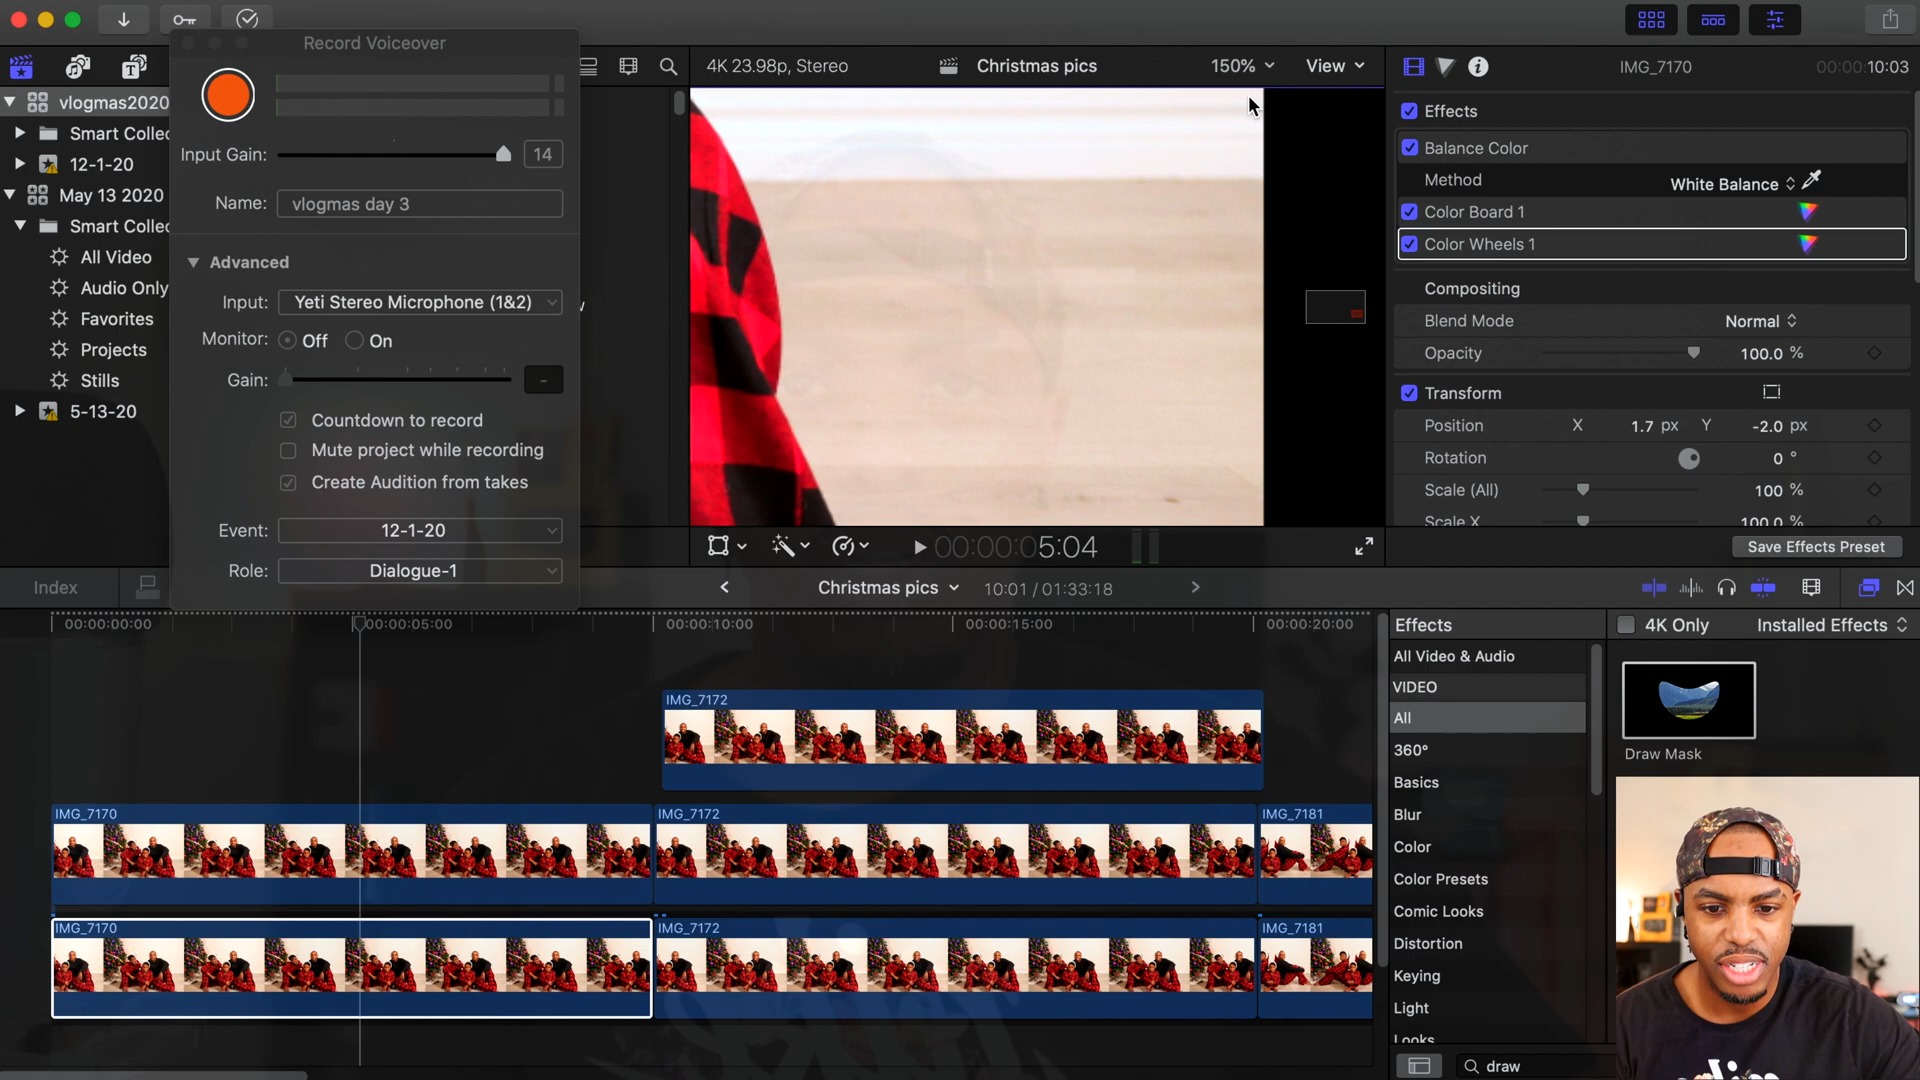 Record Voiceover
Input Gain: 14
Name: vlogmas day 3
Advanced
Input: Yeti Stereo Microphone (1&2)
Monitor: Off On
Gain: -
Countdown to record
Mute project while recording
Create Audition from takes
Event: 12-1-20
Role: Dialogue-1
vlogmas2020
Smart Collec
12-1-20
May 13 2020
Smart Collec
All Video
Audio Only
Favorites
Projects
Stills
5-13-20
4K 23.98p, Stereo
Christmas pics
150%
View
00:00:05:04
IMG_7170
00:00:10:03
Effects
Balance Color
Method White Balance
Color Board 1
Color Wheels 1
Compositing
Blend Mode Normal
Opacity 100.0 %
Transform
Position X 1.7 px Y -2.0 px
Rotation 0 °
Scale (All) 100 %
Scale X 100.0 %
Save Effects Preset
Index
Christmas pics
10:01 / 01:33:18
00:00:00:00
00:00:05:00
00:00:10:00
00:00:15:00
00:00:20:00
IMG_7172
IMG_7170
IMG_7172
IMG_7181
IMG_7170
IMG_7172
IMG_7181
Effects
4K Only
Installed Effects
All Video & Audio
VIDEO
All
360°
Basics
Blur
Color
Color Presets
Comic Looks
Distortion
Keying
Light
Looks
Draw Mask
draw